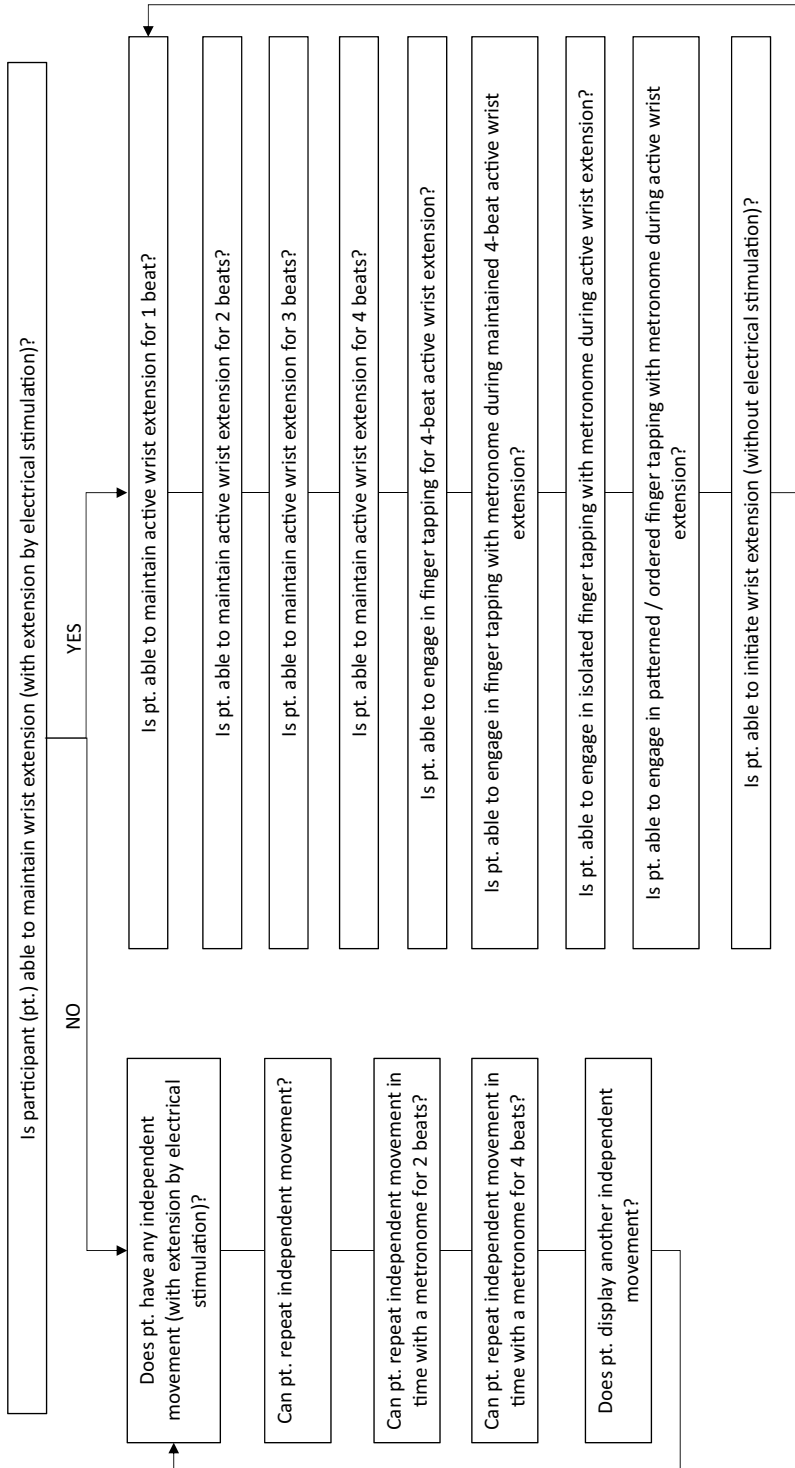 Is participant (pt.) able to maintain wrist extension (with extension by electrical stimulation)?
NO
YES
Does pt. have any independent
movement (with extension by electrical
stimulation)?
Can pt. repeat independent movement?
Can pt. repeat independent movement in
time with a metronome for 2 beats?
Can pt. repeat independent movement in
time with a metronome for 4 beats?
Does pt. display another independent
movement?
Is pt. able to maintain active wrist extension for 1 beat?
Is pt. able to maintain active wrist extension for 2 beats?
Is pt. able to maintain active wrist extension for 3 beats?
Is pt. able to maintain active wrist extension for 4 beats?
Is pt. able to engage in finger tapping for 4-beat active wrist extension?
Is pt. able to engage in finger tapping with metronome during maintained 4-beat active wrist
extension?
Is pt. able to engage in isolated finger tapping with metronome during active wrist extension?
Is pt. able to engage in patterned / ordered finger tapping with metronome during active wrist
extension?
Is pt. able to initiate wrist extension (without electrical stimulation)?